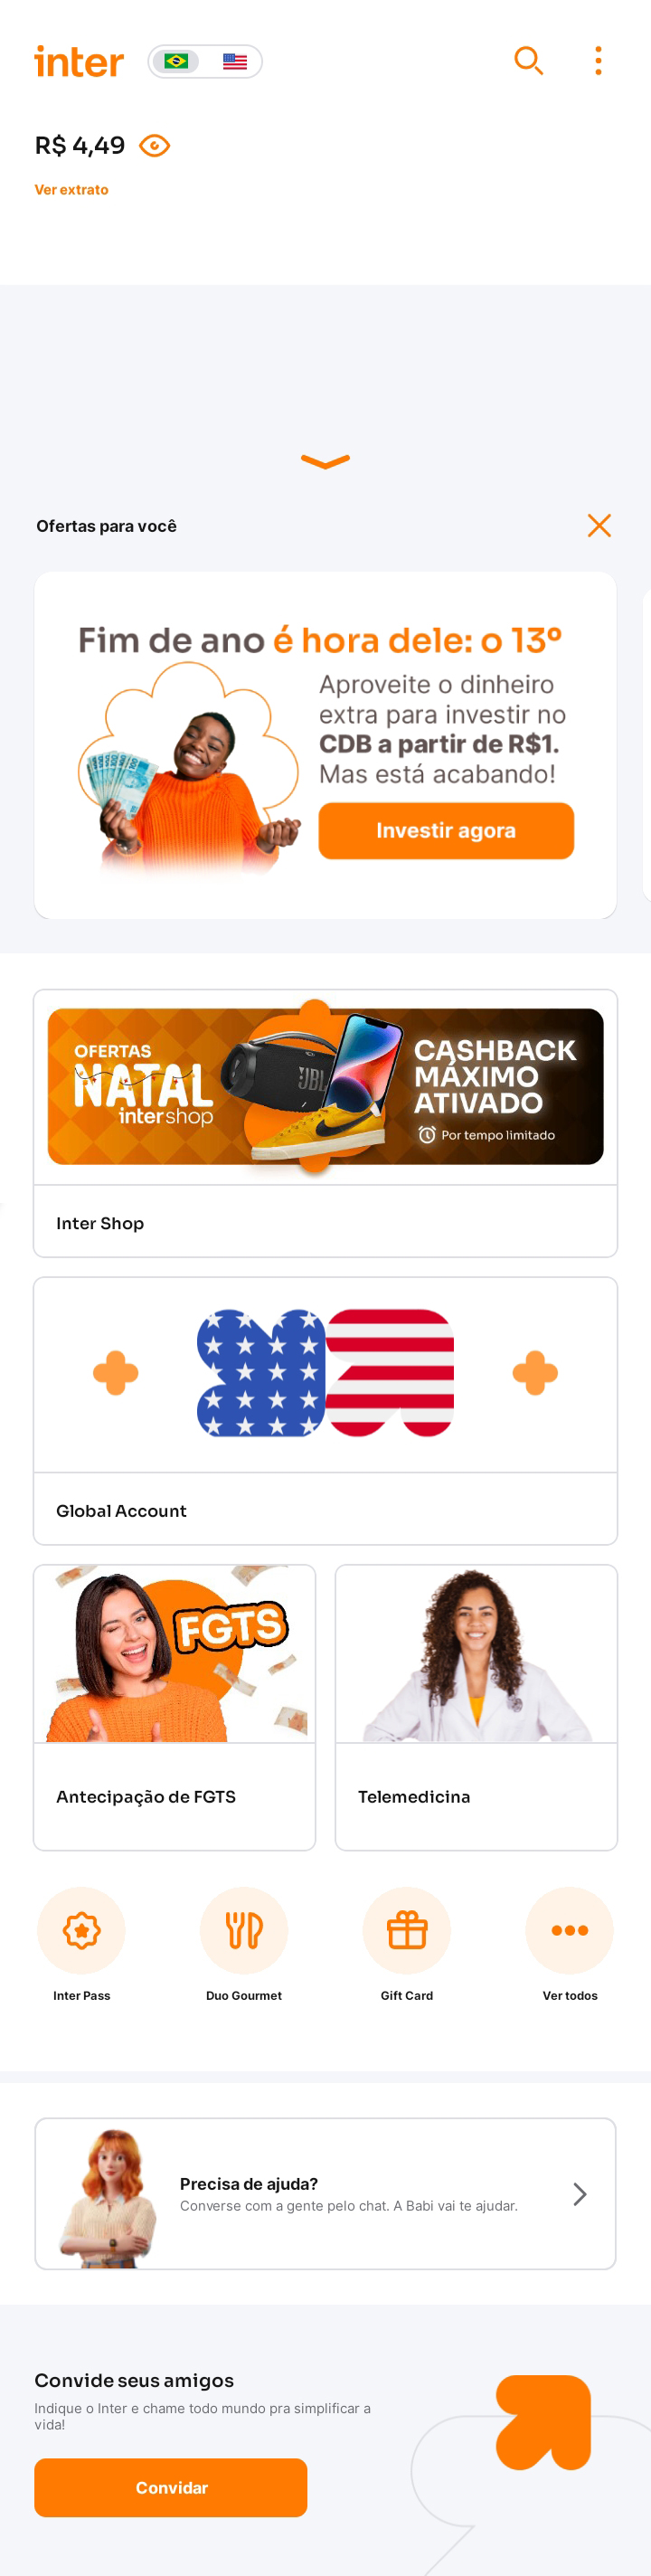 inter
R$ 4,49
Ver extrato
Ofertas para você
Fim de ano é hora dele: o 13º
Aproveite o dinheiro
extra para investir no
CDB a partir de R$1.
Mas está acabando!
Investir agora
OFERTAS
NATAL
intershop
JBL
CASHBACK
MÁXIMO
ATIVADO
Por tempo limitado
Inter Shop
Global Account
FGTS
Antecipação de FGTS
Telemedicina
Inter Pass
Duo Gourmet
Gift Card
Ver todos
Precisa de ajuda?
Converse com a gente pelo chat. A Babi vai te ajudar.
Convide seus amigos
Indique o Inter e chame todo mundo pra simplificar a
vida!
Convidar